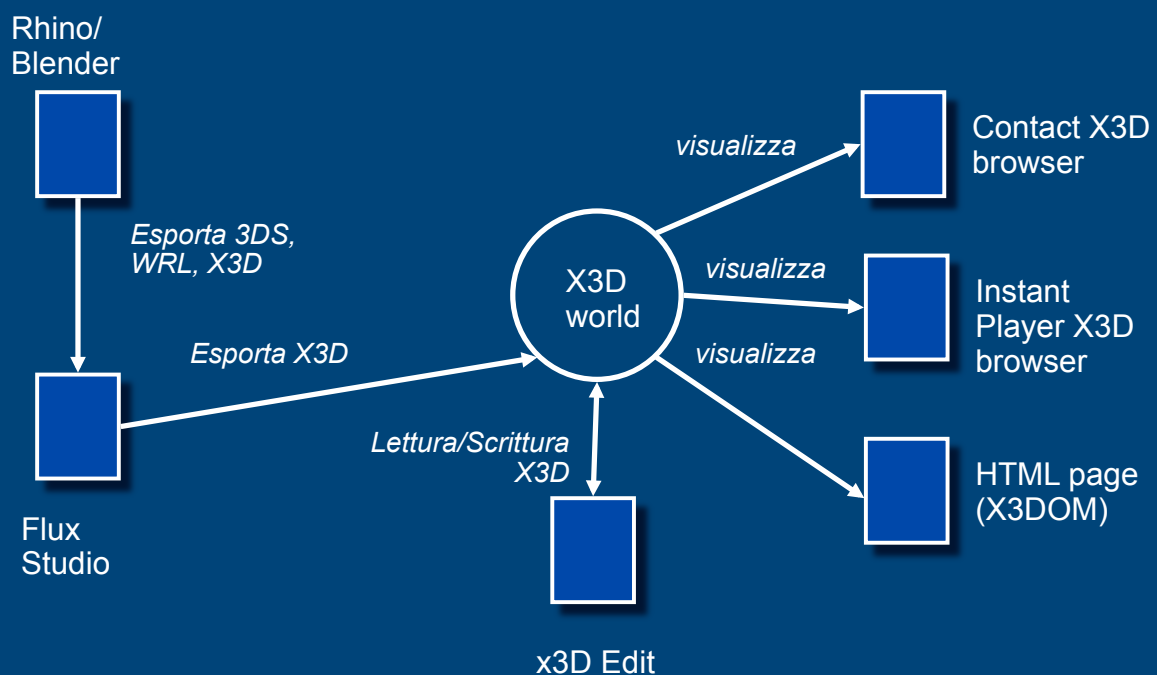 Rhino/
Blender
Esporta 3DS,
WRL, X3D
Flux
Studio
Esporta X3D
X3D
world
Lettura/Scrittura
X3D
x3D Edit
visualizza
Contact X3D
browser
visualizza
Instant
Player X3D
browser
visualizza
HTML page
(X3DOM)